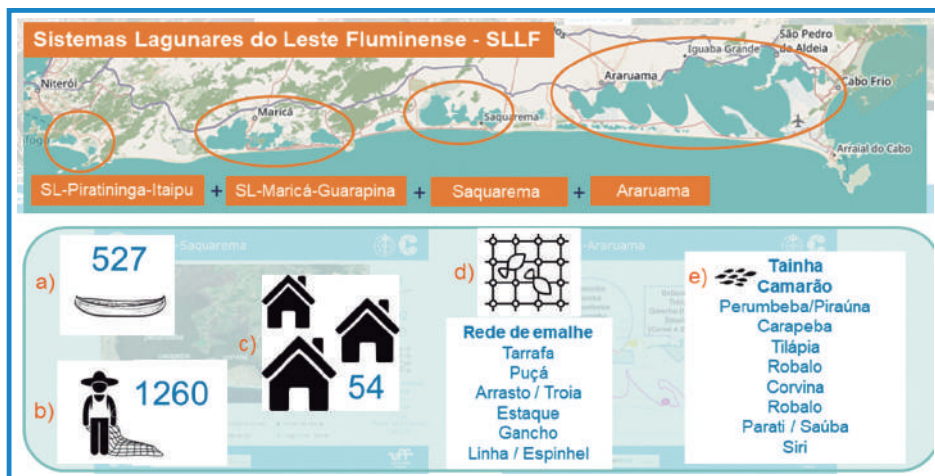 Sistemas Lagunares do Leste Fluminense - SLLF
São Pedro
da Aldeia
Iguaba Grande
Araruama
Cabo Frio
Niterói
Maricá
Saquarema
Arraial do Cabo
SL-Piratininga-Itaipu + SL-Maricá-Guarapina + Saquarema + Araruama
-Saquarema
-Araruama
a)
527
b)
1260
c)
54
d)
Rede de emalhe
Tarrafa
Puçá
Arrasto / Troia
Estaque
Gancho
Linha / Espinhel
e)
Tainha
Camarão
Perumbeba/Piraúna
Carapeba
Tilápia
Robalo
Corvina
Robalo
Parati / Saúba
Siri